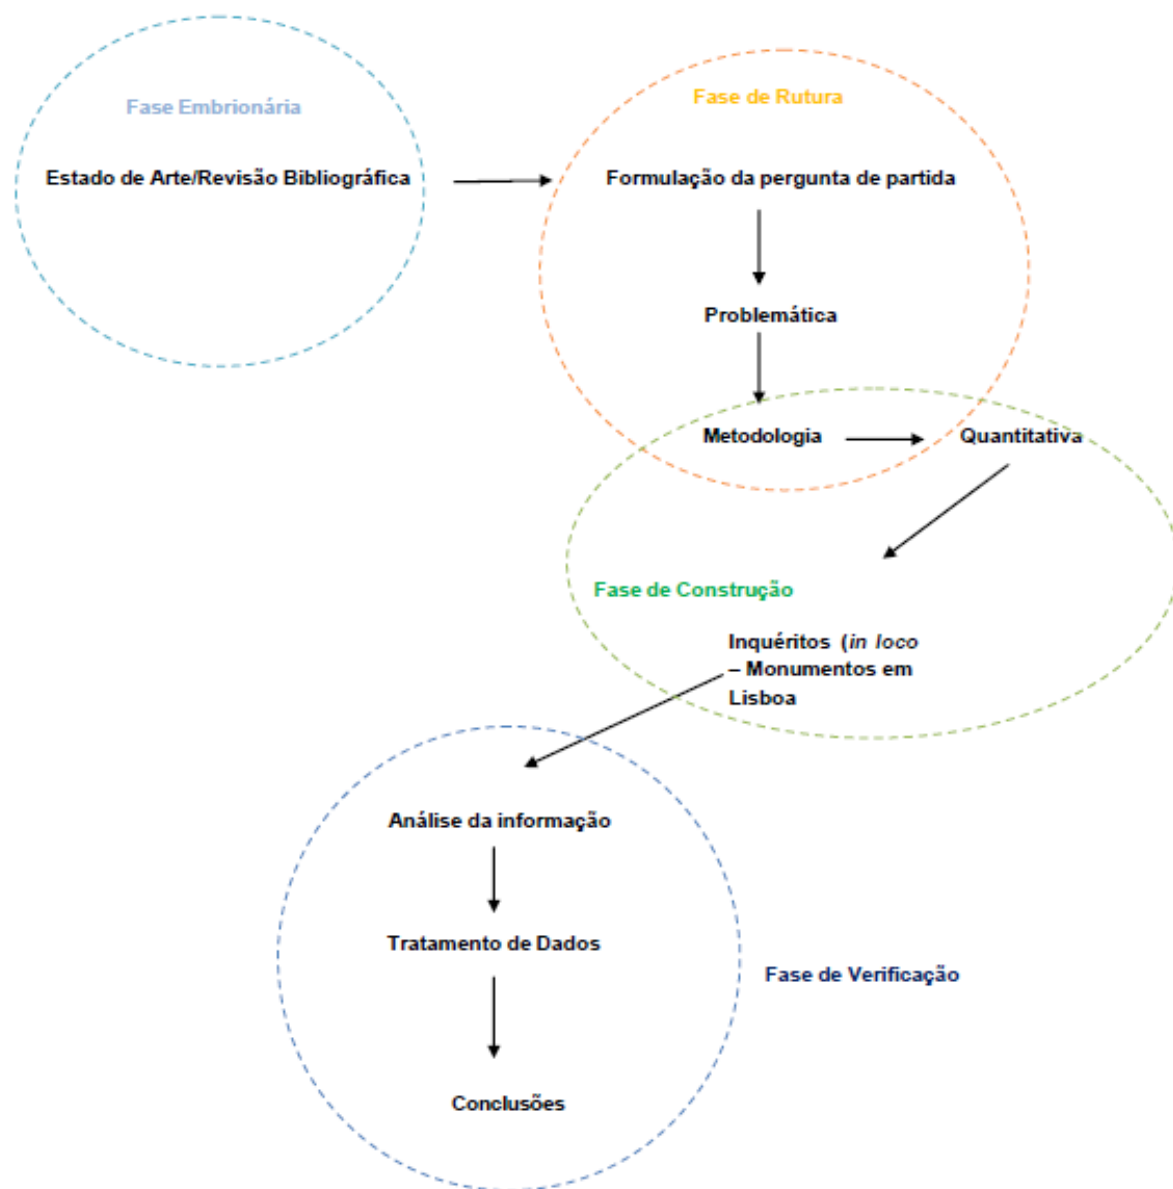 Fase Embrionária
Estado de Arte/Revisão Bibliográfica
Fase de Rutura
Formulação da pergunta de partida
Problemática
Metodologia
Quantitativa
Fase de Construção
Inquéritos (in loco
– Monumentos em
Lisboa
Análise da informação
Tratamento de Dados
Fase de Verificação
Conclusões